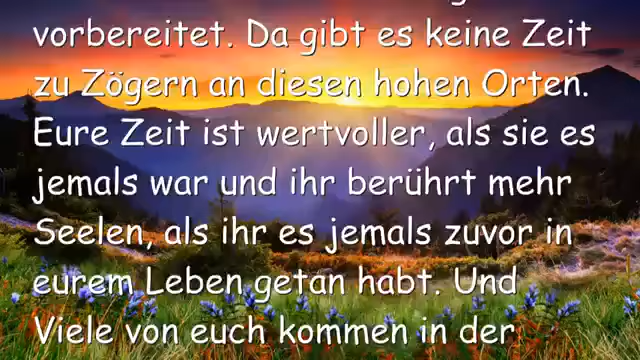 vorbereitet. Da gibt es keine Zeit
zu Zögern an diesen hohen Orten.
Eure Zeit ist wertvoller, als sie es
jemals war und ihr berührt mehr
Seelen, als ihr es jemals zuvor in
eurem Leben getan habt. Und
Viele von euch kommen in der